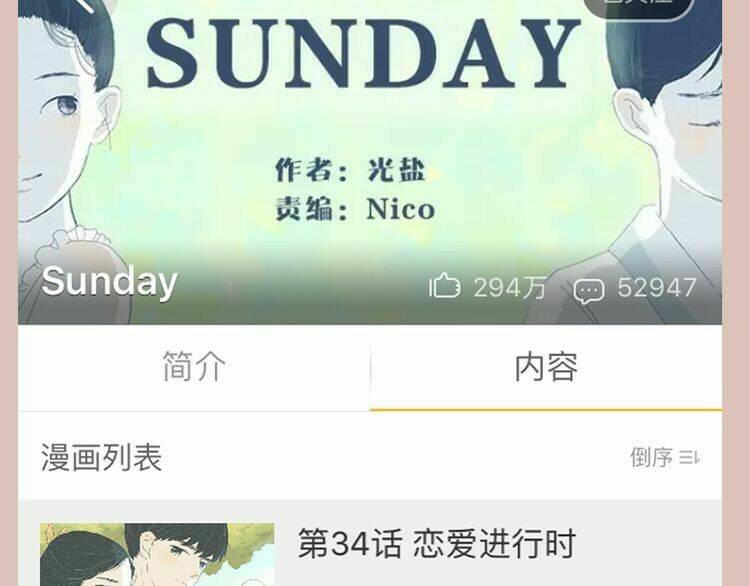 SUNDAY
作者：光盐
责编：Nico
Sunday
294万 52947
简介 内容
漫画列表 倒序
第34话 恋爱进行时